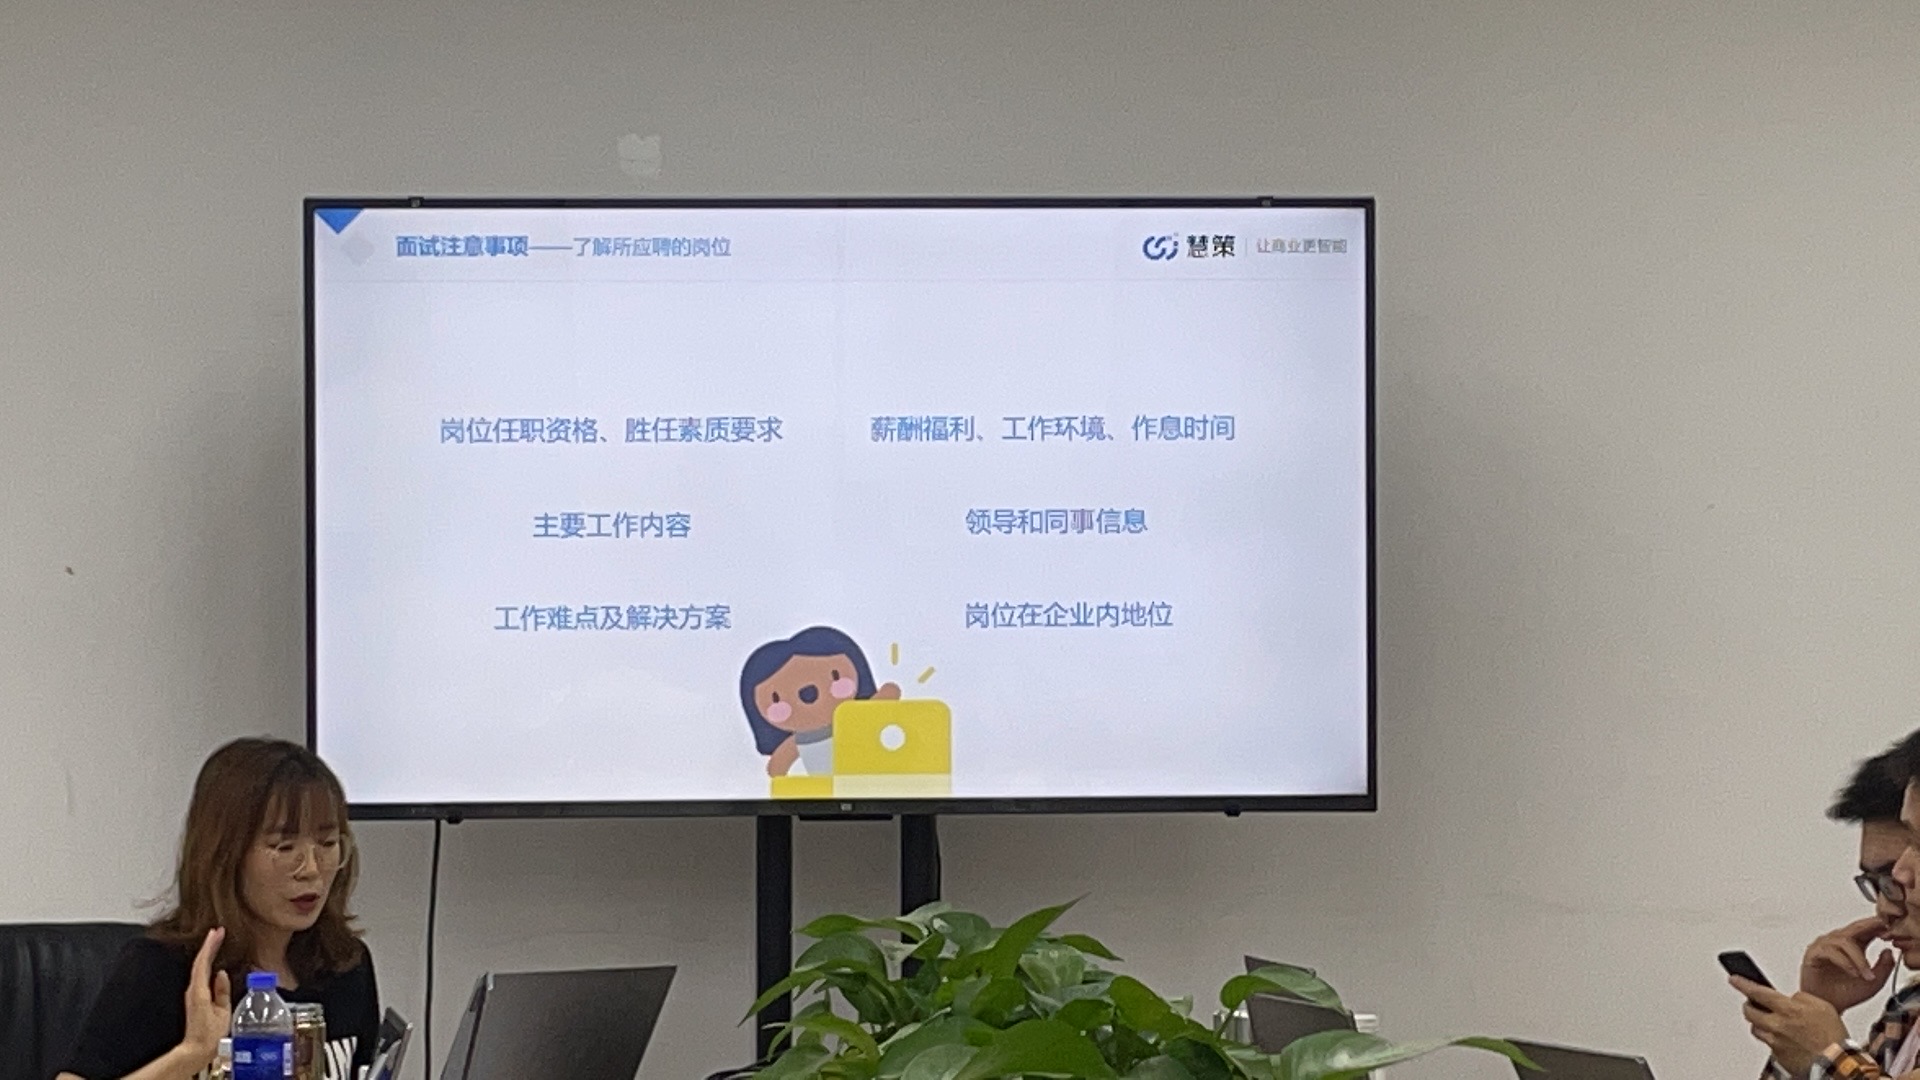 面试注意事项——了解所应聘的岗位
慧策 | 让商业更智能
岗位任职资格、胜任素质要求
薪酬福利、工作环境、作息时间
主要工作内容
领导和同事信息
工作难点及解决方案
岗位在企业内地位